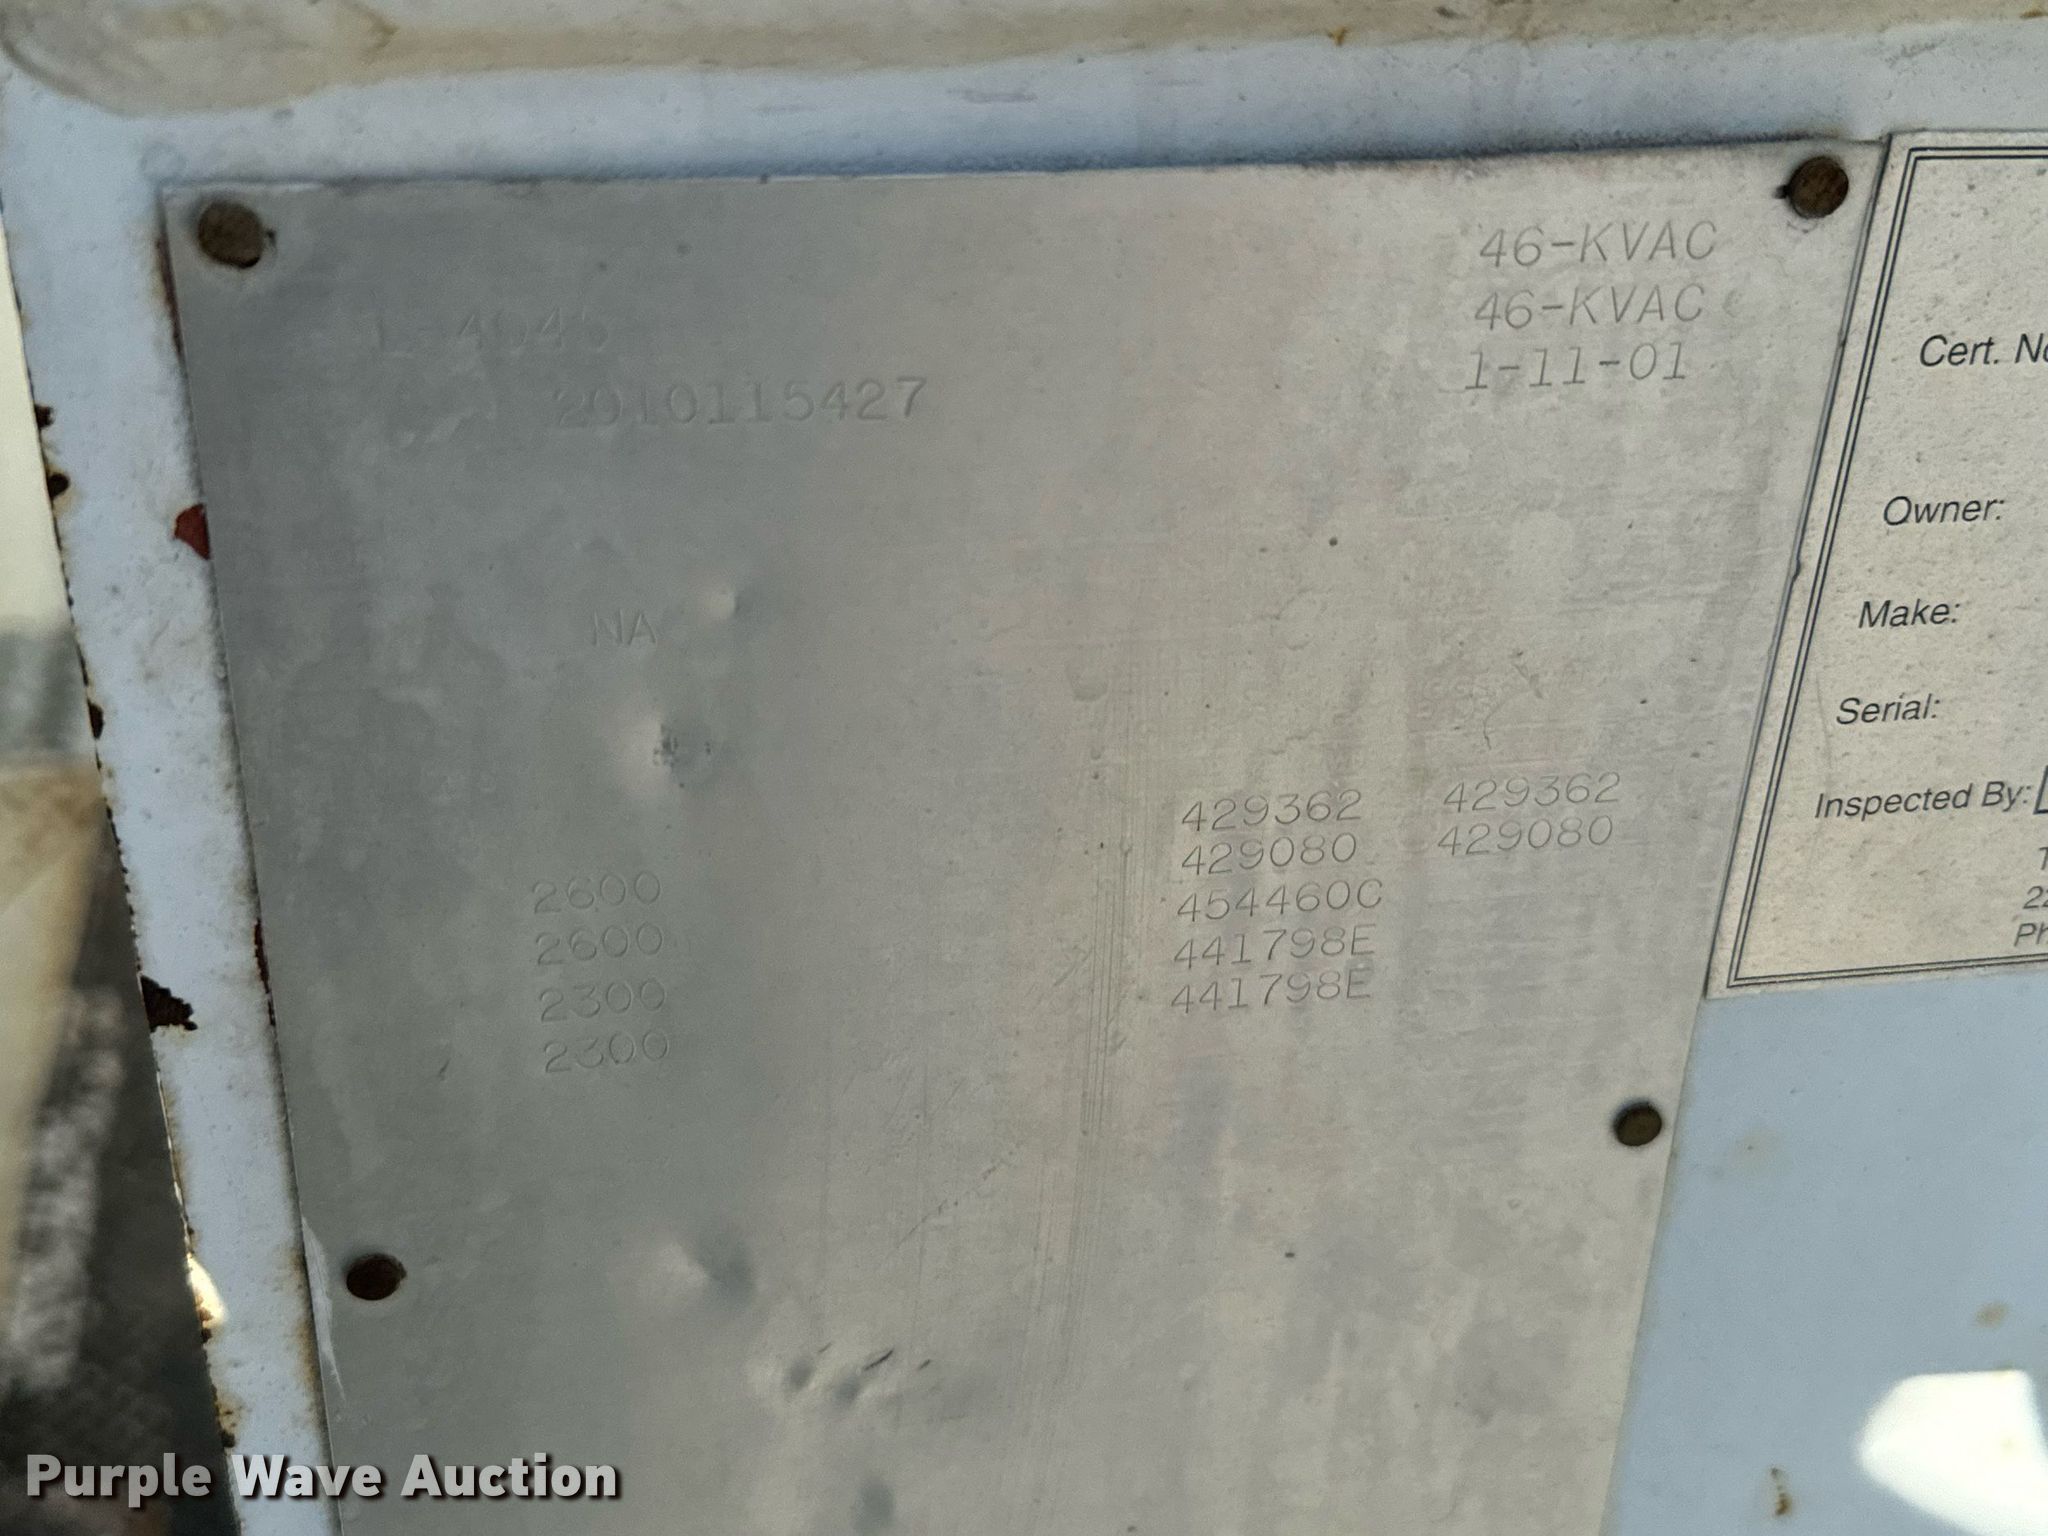 46-KVAC
L-4045
46-KVAC
2010115427
1-11-01
NA
429362 429362
429080 429080
2600
454460C
2600
441798E
2300
441798E
2300
Cert. No
Owner:
Make:
Serial:
Inspected By:
Purple Wave Auction